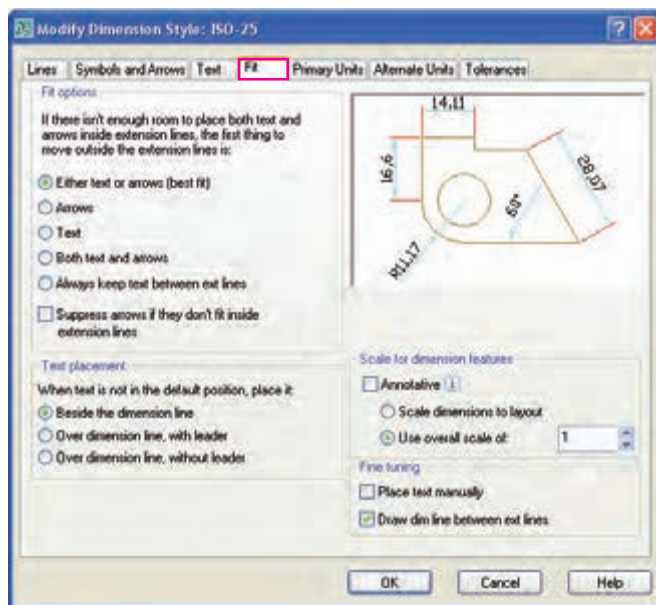 Modify Dimension Style: ISO-25
Lines Symbols and Arrows Text Fit Primary Units Alternate Units Tolerances
Fit options
If there isn't enough room to place both text and
arrows inside extension lines, the first thing to
move outside the extension lines is:
Either text or arrows (best fit)
Arrows
Text
Both text and arrows
Always keep text between ext lines
Suppress arrows if they don't fit inside
extension lines
14,11
16,6
28,07
60°
R11,17
Text placement
When text is not in the default position, place it:
Beside the dimension line
Over dimension line, with leader
Over dimension line, without leader
Scale for dimension features
Annotative
Scale dimensions to layout
Use overall scale of: 1
Fine tuning
Place text manually
Draw dim line between ext lines
OK Cancel Help